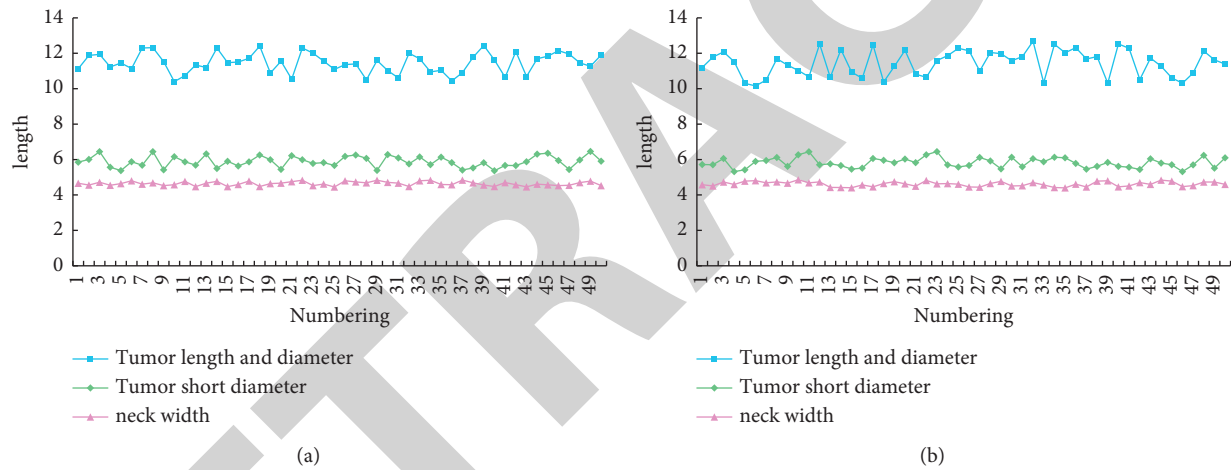 14
12
10
8
6
4
2
0
length
1 3 5 7 9 11 13 15 17 19 21 23 25 27 29 31 33 35 37 39 41 43 45 47 49
Numbering
Tumor length and diameter
Tumor short diameter
neck width
(a)
14
12
10
8
6
4
2
0
length
1 3 5 7 9 11 13 15 17 19 21 23 25 27 29 31 33 35 37 39 41 43 45 47 49
Numbering
Tumor length and diameter
Tumor short diameter
neck width
(b)
TRAC